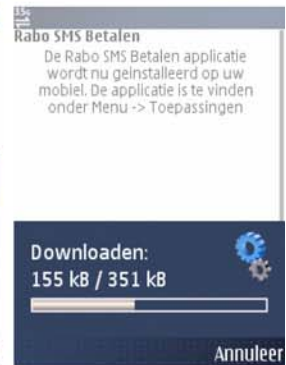 Rabo SMS Betalen
De Rabo SMS Betalen applicatie
wordt nu geinstalleerd op uw
mobiel. De applicatie is te vinden
onder Menu -> Toepassingen
Downloaden:
155 kB / 351 kB
Annuleer